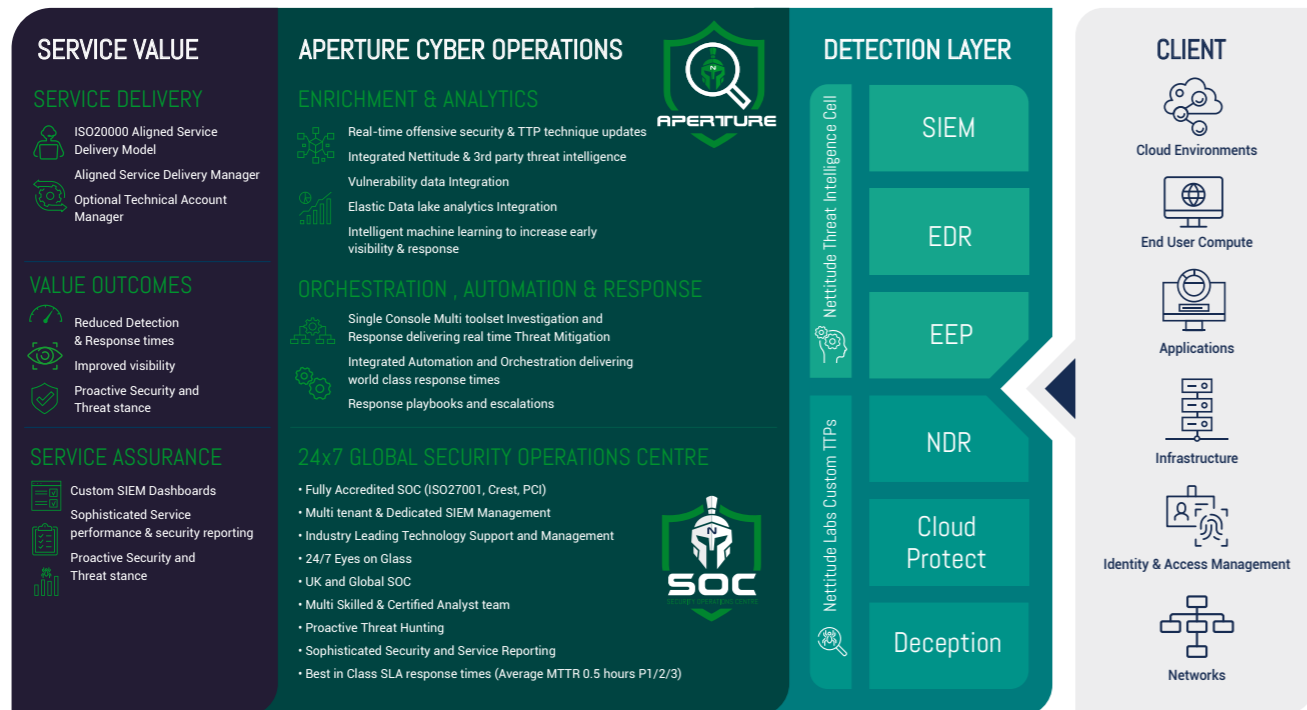 SERVICE VALUE
SERVICE DELIVERY
ISO20000 Aligned Service
Delivery Model
Aligned Service Delivery Manager
Optional Technical Account
Manager
VALUE OUTCOMES
Reduced Detection
& Response times
Improved visibility
Proactive Security and
Threat stance
SERVICE ASSURANCE
Custom SIEM Dashboards
Sophisticated Service
performance & security reporting
Proactive Security and
Threat stance
APERTURE CYBER OPERATIONS
N
APERTURE
ENRICHMENT & ANALYTICS
Real-time offensive security & TTP technique updates
Integrated Nettitude & 3rd party threat intelligence
Vulnerability data Integration
Elastic Data lake analytics Integration
Intelligent machine learning to increase early
visibility & response
ORCHESTRATION , AUTOMATION & RESPONSE
Single Console Multi toolset Investigation and
Response delivering real time Threat Mitigation
Integrated Automation and Orchestration delivering
world class response times
Response playbooks and escalations
24x7 GLOBAL SECURITY OPERATIONS CENTRE
• Fully Accredited SOC (ISO27001, Crest, PCI)
• Multi tenant & Dedicated SIEM Management
• Industry Leading Technology Support and Management
• 24/7 Eyes on Glass
• UK and Global SOC
• Multi Skilled & Certified Analyst team
• Proactive Threat Hunting
• Sophisticated Security and Service Reporting
• Best in Class SLA response times (Average MTTR 0.5 hours P1/2/3)
N
SOC
SECURITY OPERATIONS CENTRE
DETECTION LAYER
Nettitude Threat Intelligence Cell
SIEM
EDR
EEP
Nettitude Labs Custom TTPs
NDR
Cloud
Protect
Deception
CLIENT
Cloud Environments
End User Compute
Applications
Infrastructure
Identity & Access Management
Networks